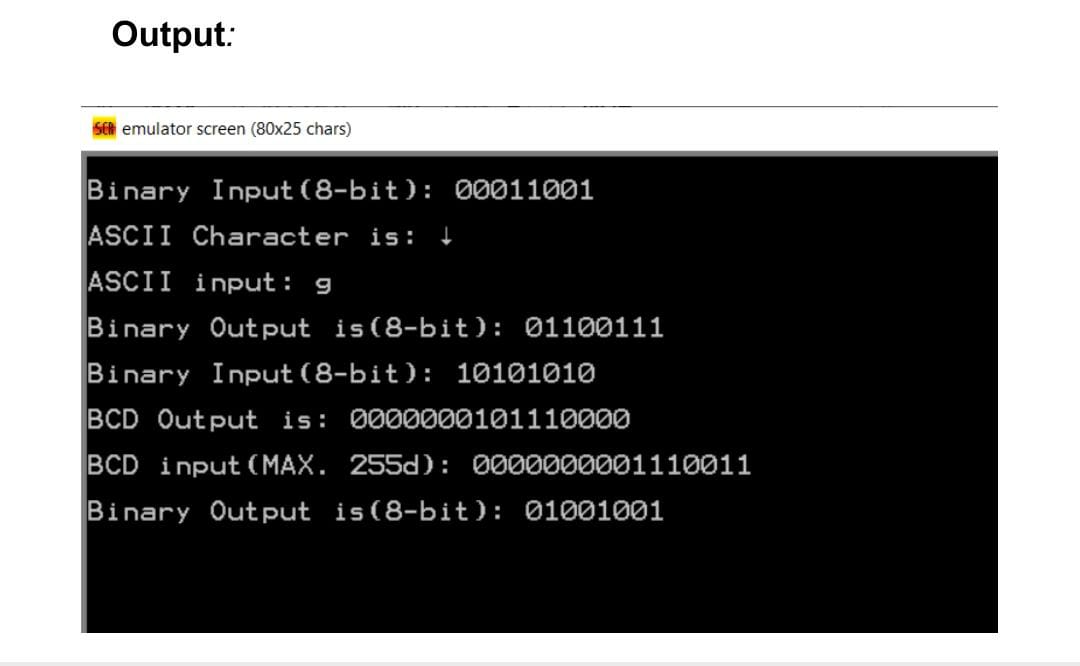 Output:
SCR emulator screen (80x25 chars)
Binary Input(8-bit): 00011001
ASCII Character is: ↓
ASCII input: g
Binary Output is(8-bit): 01100111
Binary Input(8-bit): 10101010
BCD Output is: 0000000101110000
BCD input(MAX. 255d): 0000000001110011
Binary Output is(8-bit): 01001001